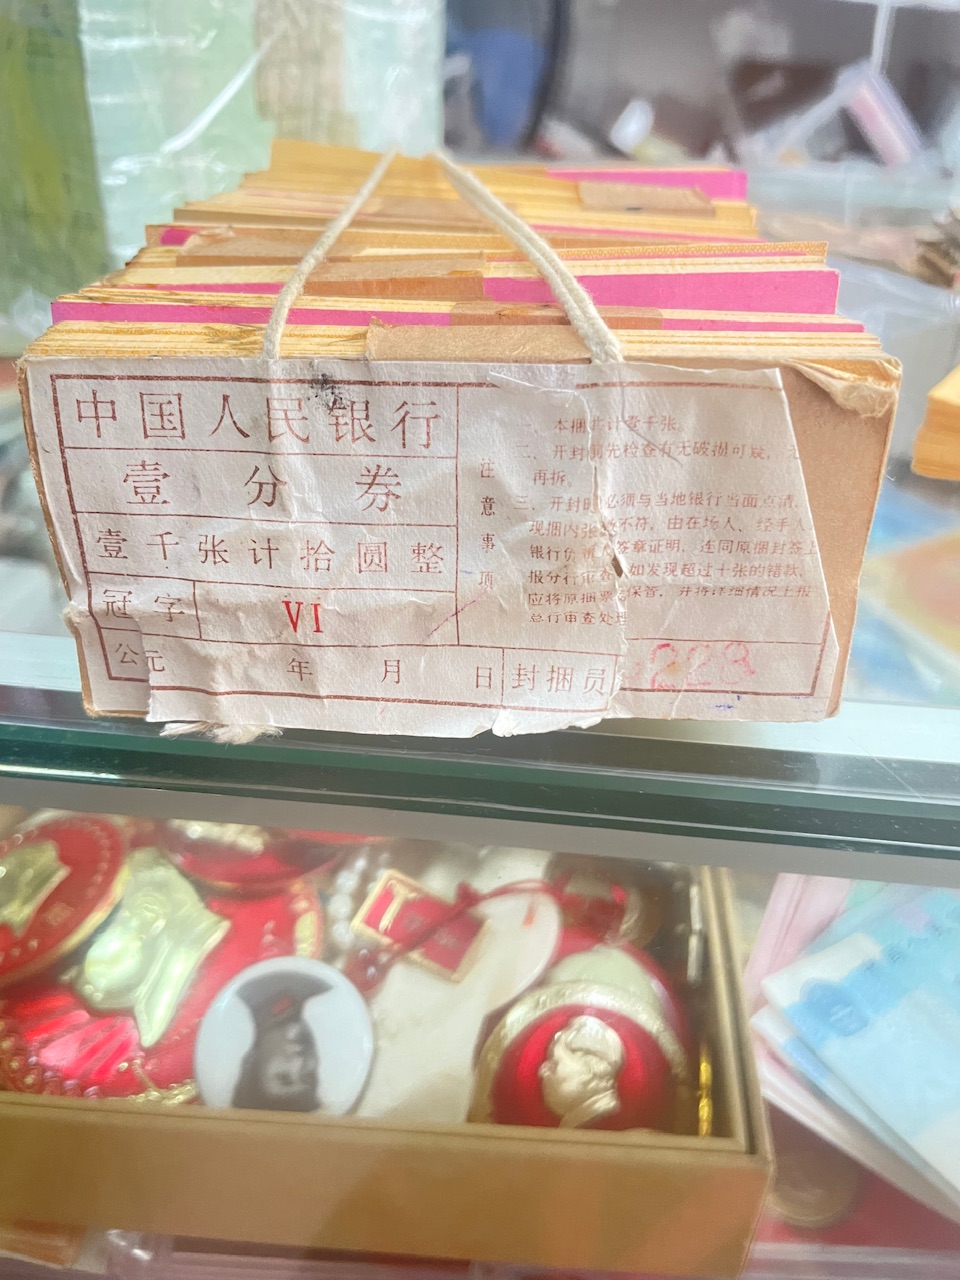 中国人民银行
壹分券
壹千张计拾圆整
冠字 VI
公元 年 月 日 封捆员 228
注意事项
一、本捆共计壹千张。
二、开封前先检查有无破损可疑，
再拆。
三、开封时必须与当地银行当面点清，
现捆内张数不符，由在场人、经手人
银行负责人签章证明，连同原捆封签上
报分行审查，如发现超过十张的错款，
应将原捆票币保管，并将详细情况上报
总行审查处理